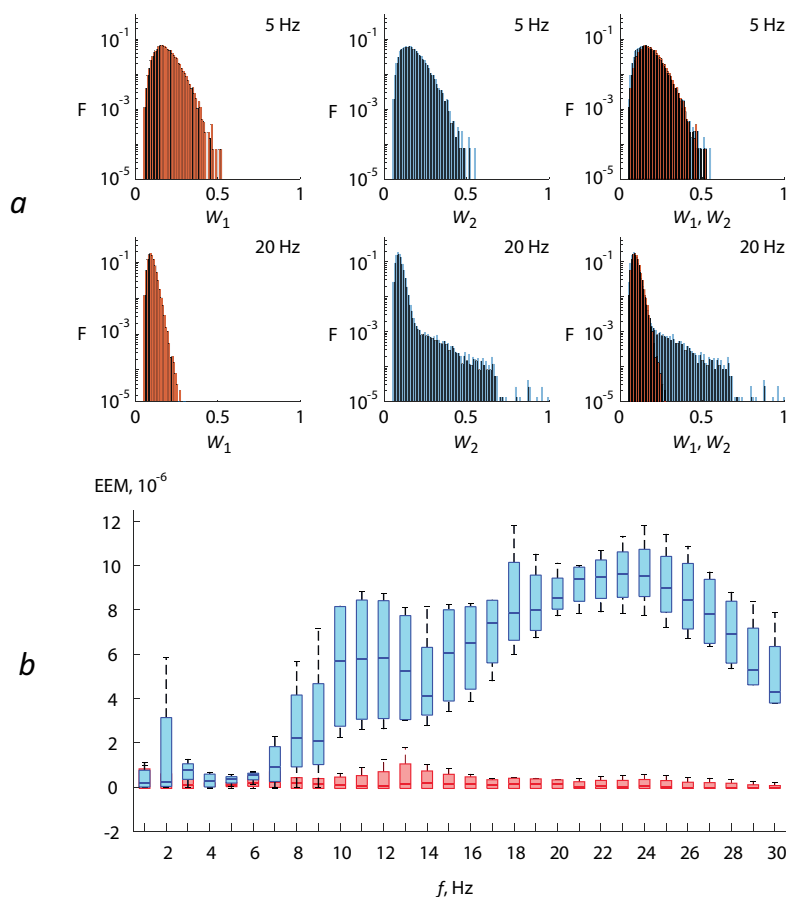 a
5 Hz 5 Hz 5 Hz
10⁻¹ 10⁻¹ 10⁻¹
F F F
10⁻³ 10⁻³ 10⁻³
10⁻⁵ 10⁻⁵ 10⁻⁵
0 0.5 1 0 0.5 1 0 0.5 1
W₁ W₂ W₁, W₂
20 Hz 20 Hz 20 Hz
10⁻¹ 10⁻¹ 10⁻¹
F F F
10⁻³ 10⁻³ 10⁻³
10⁻⁵ 10⁻⁵ 10⁻⁵
0 0.5 1 0 0.5 1 0 0.5 1
W₁ W₂ W₁, W₂
b
EEM, 10⁻⁶
12
10
8
6
4
2
0
-2
2 4 6 8 10 12 14 16 18 20 22 24 26 28 30
f, Hz